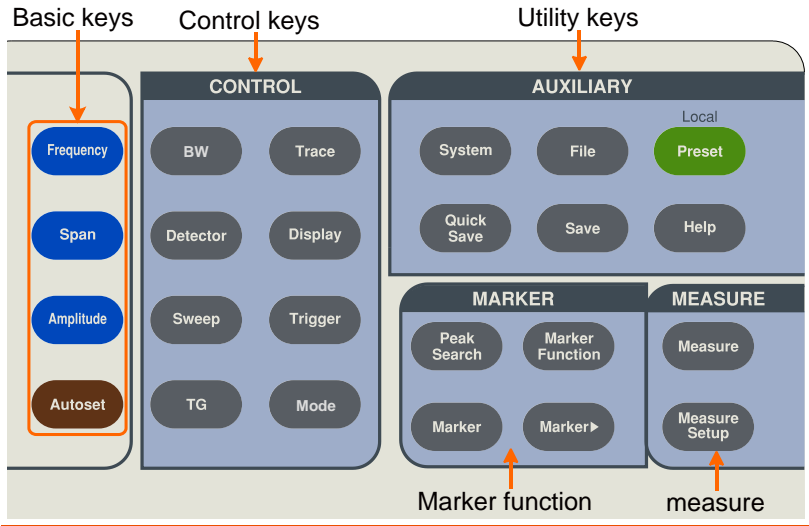 Basic keys
Control keys
Utility keys
CONTROL
AUXILIARY
Local
Frequency
BW
Trace
System
File
Preset
Span
Detector
Display
Quick
Save
Save
Help
MARKER
MEASURE
Amplitude
Sweep
Trigger
Peak
Search
Marker
Function
Measure
Autoset
TG
Mode
Marker
Marker▶
Measure
Setup
Marker function
measure